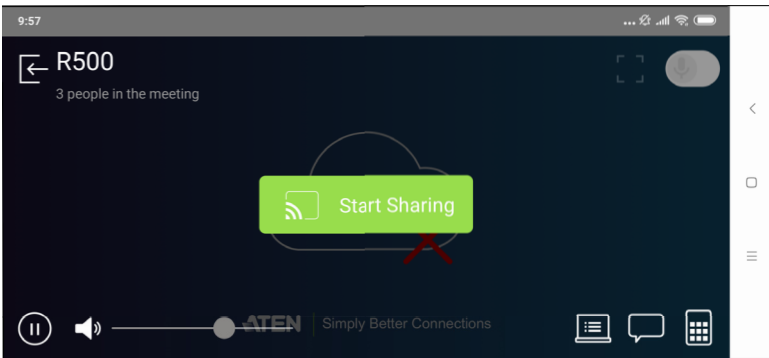 9:57
R500
3 people in the meeting
Start Sharing
ATEN Simply Better Connections